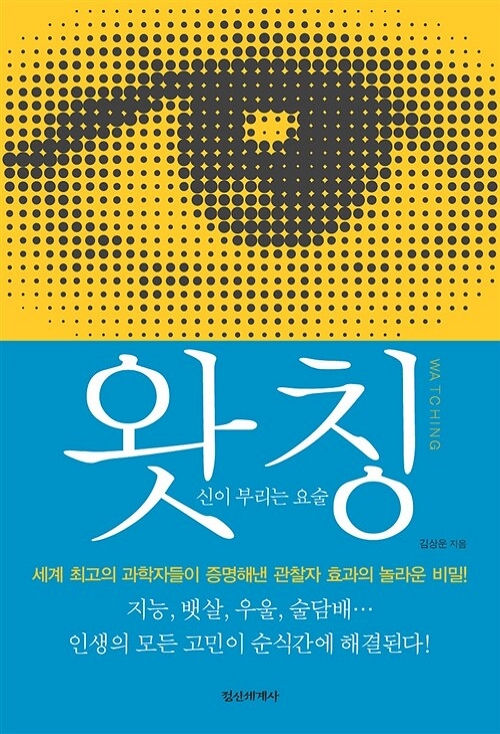 왓칭
WATCHING
신이 부리는 요술
김상운 지음
세계 최고의 과학자들이 증명해낸 관찰자 효과의 놀라운 비밀!
지능, 뱃살, 우울, 술담배…
인생의 모든 고민이 순식간에 해결된다!
정신세계사